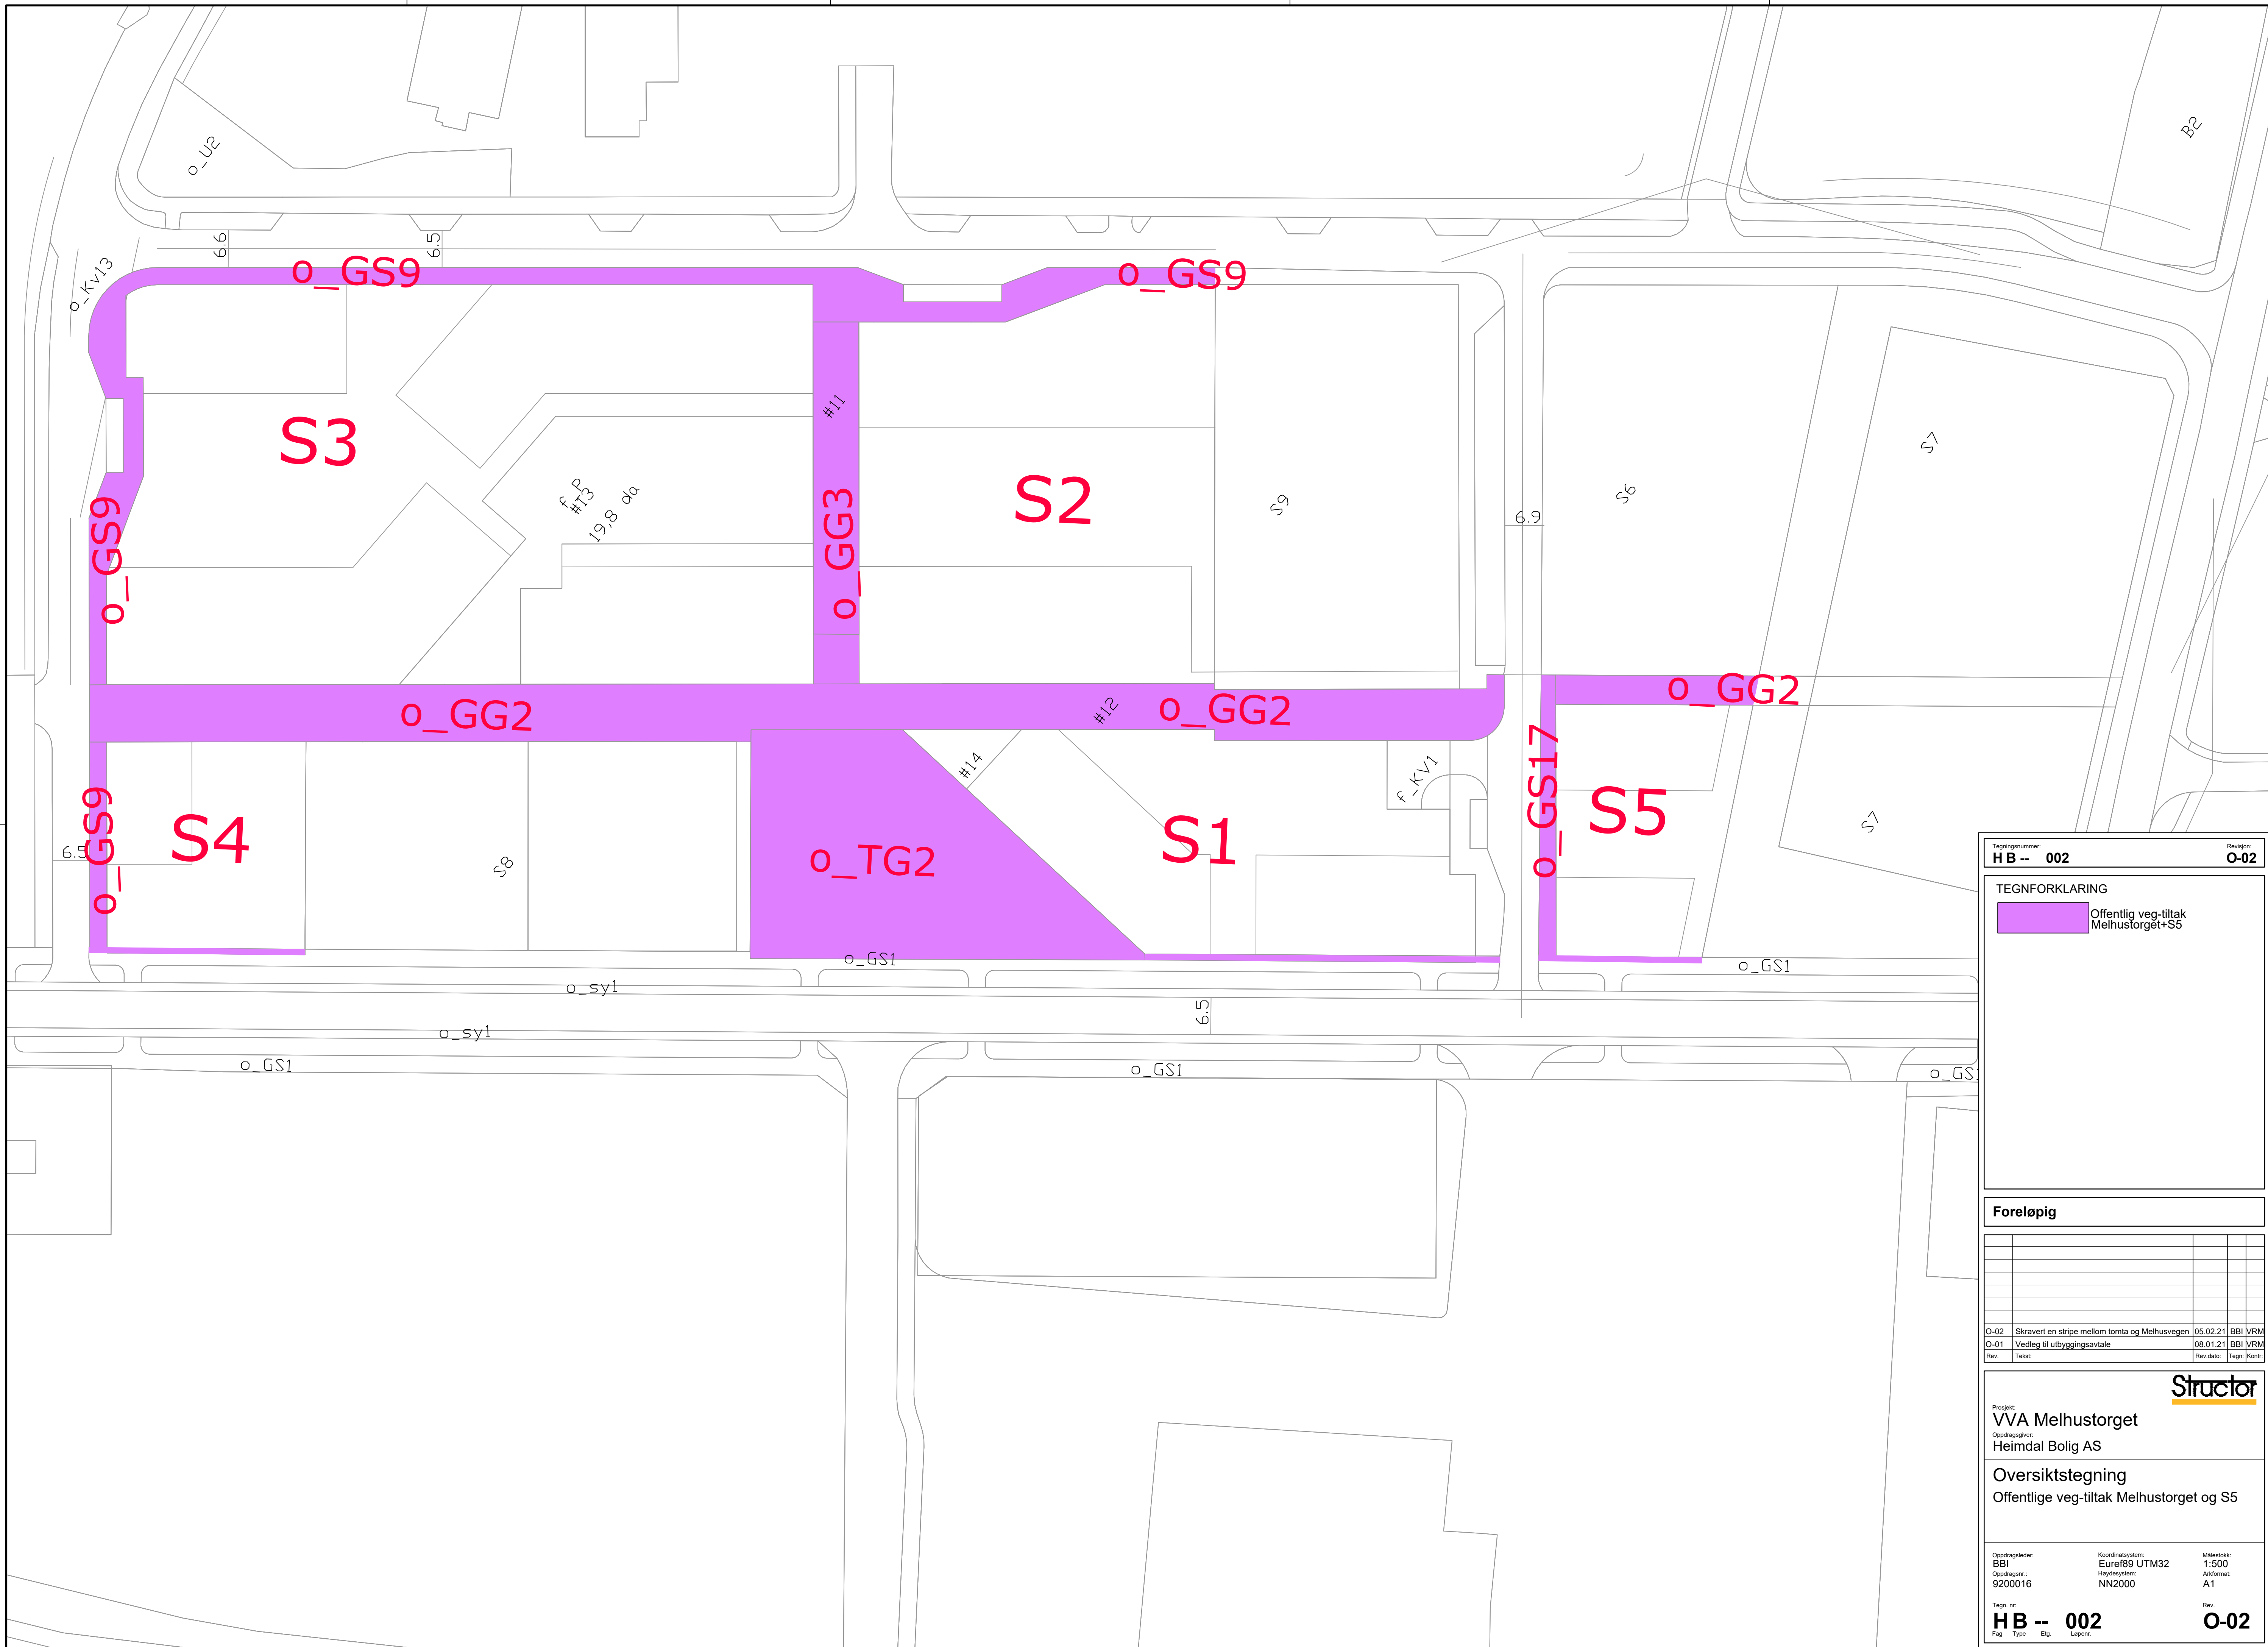 o_U2
B2
6.6
6.5
o_Kv13
o_GS9
o_GS9
#11
S3
f_P
#T3
19,8 da
o_GG3
S2
S9
6.9
S6
S7
o_GS9
o_GG2
#12
o_GG2
o_GG2
#14
f_KV1
o_GS17
S5
S7
o_GS9
6.5
S4
S8
o_TG2
S1
o_GS1
o_GS1
o_sy1
6.5
o_sy1
o_GS1
o_GS1
o_GS1
Tegningsnummer:
Revisjon:
H B -- 002
O-02
TEGNFORKLARING
Offentlig veg-tiltak
Melhustorget+S5
Foreløpig
O-02 Skravert en stripe mellom tomta og Melhusvegen 05.02.21 BBI VRM
O-01 Vedleg til utbyggingsavtale 08.01.21 BBI VRM
Rev. Tekst: Rev.dato: Tegn: Kontr:
Structor
Prosjekt:
VVA Melhustorget
Oppdragsgiver:
Heimdal Bolig AS
Oversiktstegning
Offentlige veg-tiltak Melhustorget og S5
Oppdragsleder: Koordinatsystem: Målestokk:
BBI Euref89 UTM32 1:500
Oppdragsnr.: Høydesystem: Arkformat:
9200016 NN2000 A1
Tegn. nr: Rev.
H B -- 002 O-02
Fag Type Etg. Løpenr.